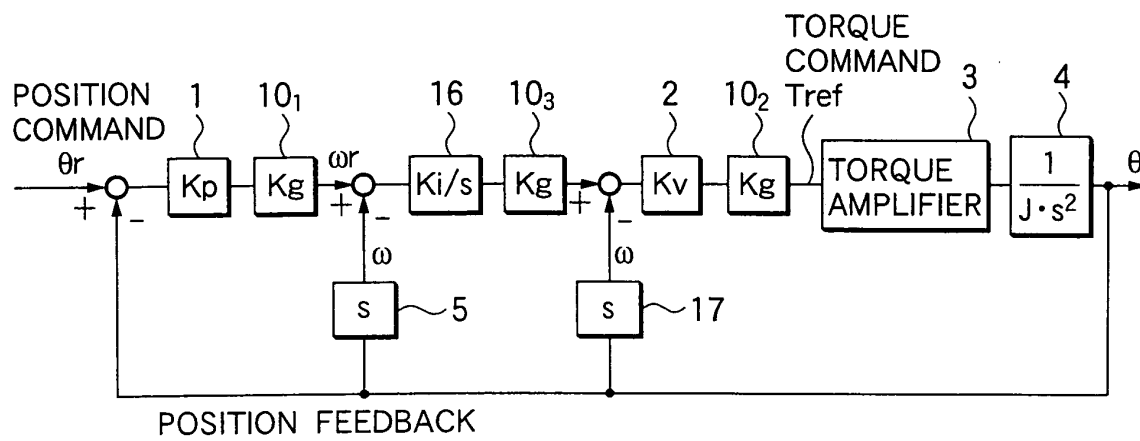 TORQUE
COMMAND
Tref
POSITION
COMMAND
θr
1
10₁
ωr
16
10₃
2
10₂
3
4
θ
+
-
Kp
Kg
+
-
Ki/s
Kg
+
-
Kv
Kg
TORQUE
AMPLIFIER
1
J·s²
ω
ω
s
5
s
17
POSITION FEEDBACK